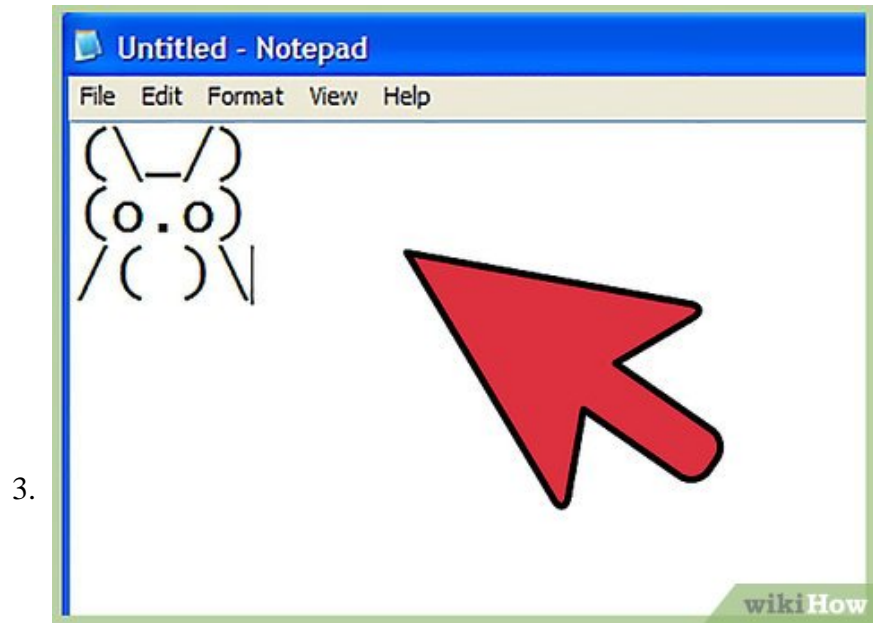 Untitled - Notepad
File Edit Format View Help
(\_/)
(o.o)
/( )\
3.
wikiHow